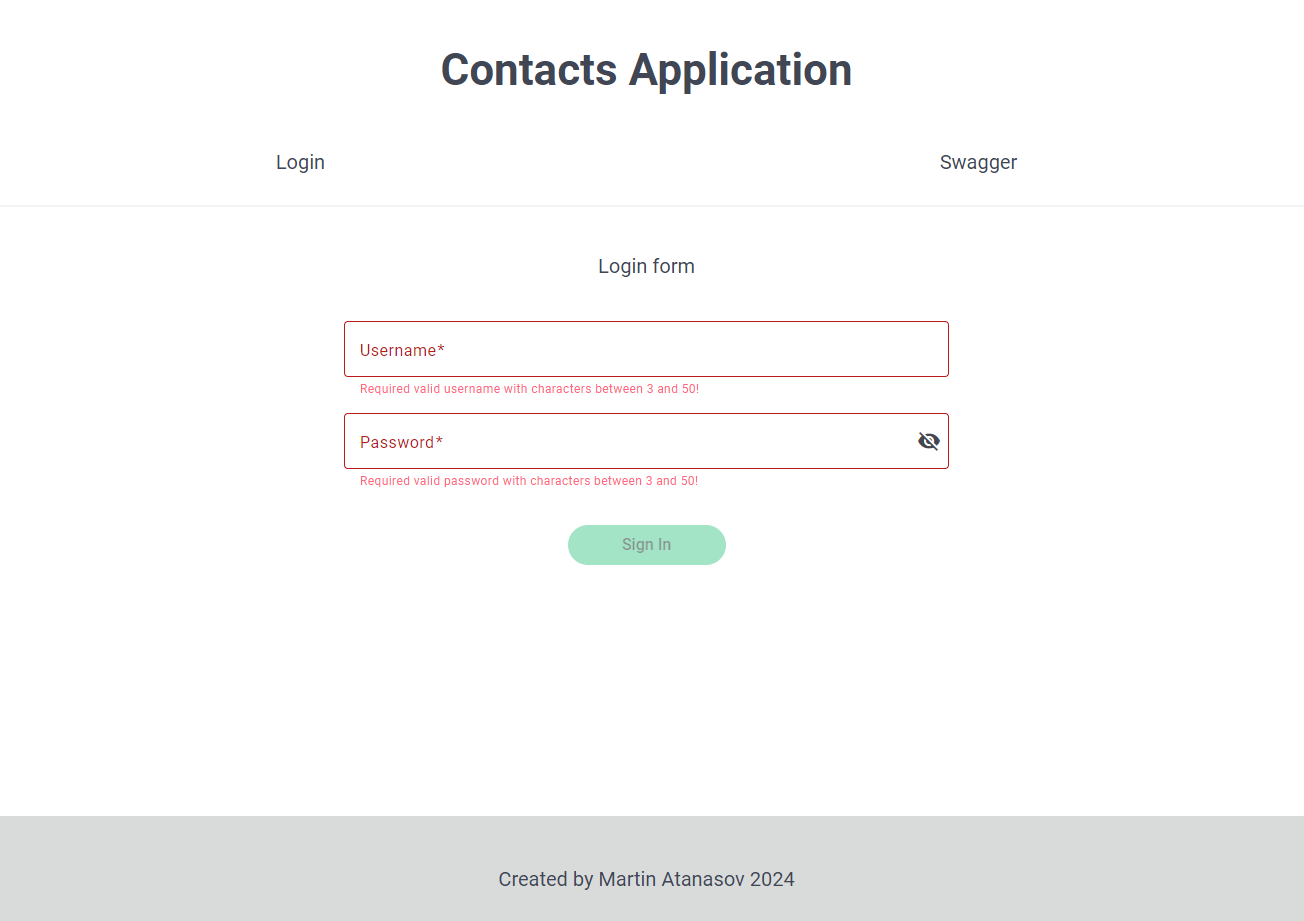 Contacts Application
Login
Swagger
Login form
Username*
Required valid username with characters between 3 and 50!
Password*
Required valid password with characters between 3 and 50!
Sign In
Created by Martin Atanasov 2024